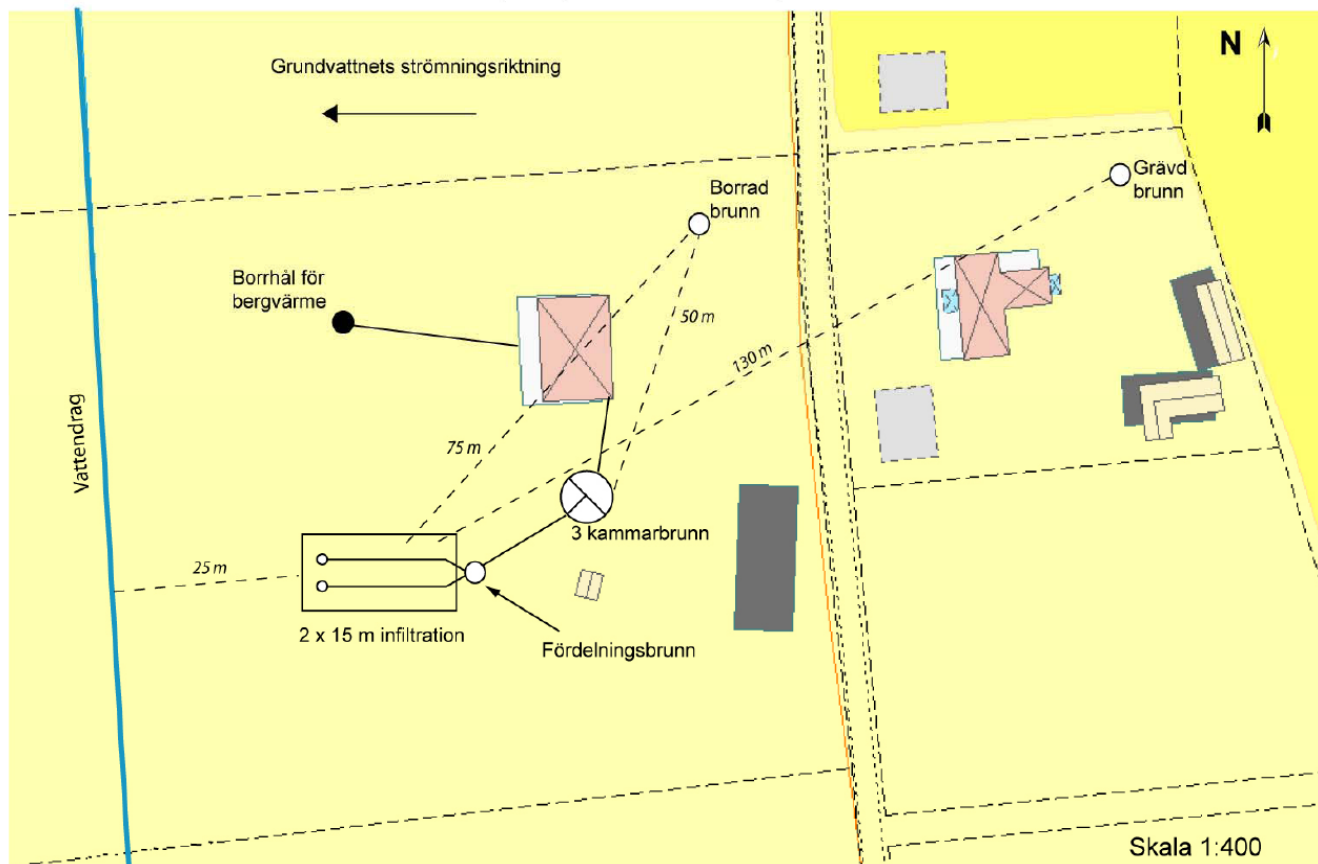 Grundvattnets strömningsriktning
N
Borrad
brunn
Grävd
brunn
Borrhål för
bergvärme
50 m
130 m
75 m
Vattendrag
3 kammarbrunn
25 m
2 x 15 m infiltration
Fördelningsbrunn
Skala 1:400